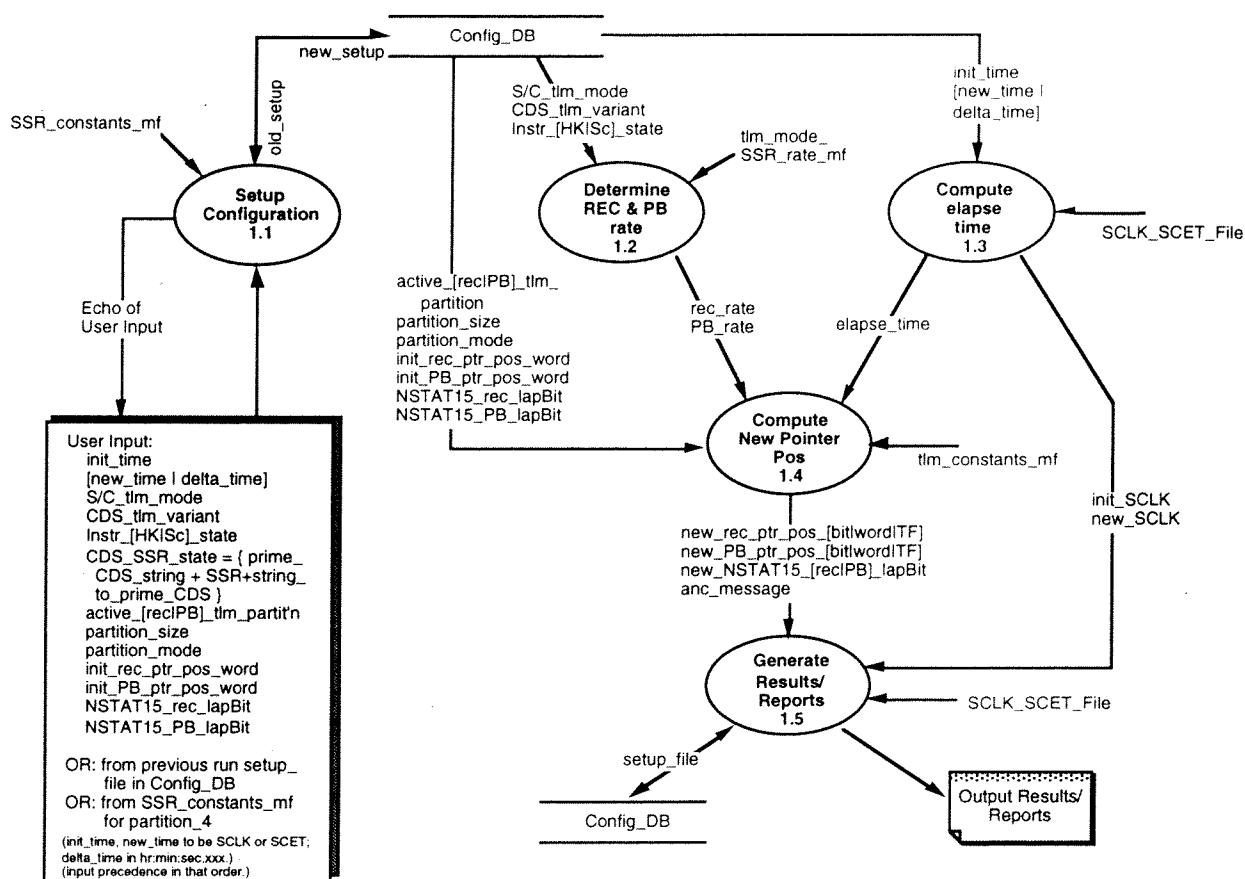 Config_DB
new_setup
old_setup
SSR_constants_mf
S/C_tlm_mode
CDS_tlm_variant
Instr_[HK|Sc]_state
init_time
[new_time |
delta_time]
tlm_mode_
SSR_rate_mf
Setup
Configuration
1.1
Determine
REC & PB
rate
1.2
Compute
elapse
time
1.3
SCLK_SCET_File
Echo of
User Input
active_[rec|PB]_tlm_
partition
partition_size
partition_mode
init_rec_ptr_pos_word
init_PB_ptr_pos_word
NSTAT15_rec_lapBit
NSTAT15_PB_lapBit
rec_rate
PB_rate
elapse_time
Compute
New Pointer
Pos
1.4
tlm_constants_mf
init_SCLK
new_SCLK
User Input:
init_time
[new_time | delta_time]
S/C_tlm_mode
CDS_tlm_variant
Instr_[HK|Sc]_state
CDS_SSR_state = { prime_
CDS_string + SSR+string_
to_prime_CDS }
active_[rec|PB]_tlm_partit'n
partition_size
partition_mode
init_rec_ptr_pos_word
init_PB_ptr_pos_word
NSTAT15_rec_lapBit
NSTAT15_PB_lapBit
OR: from previous run setup_
file in Config_DB
OR: from SSR_constants_mf
for partition_4
(init_time, new_time to be SCLK or SCET;
delta_time in hr:min:sec.xxx.)
(input precedence in that order.)
new_rec_ptr_pos_[bit|word|TF]
new_PB_ptr_pos_[bit|word|TF]
new_NSTAT15_[rec|PB]_lapBit
anc_message
Generate
Results/
Reports
1.5
SCLK_SCET_File
setup_file
Config_DB
Output Results/
Reports